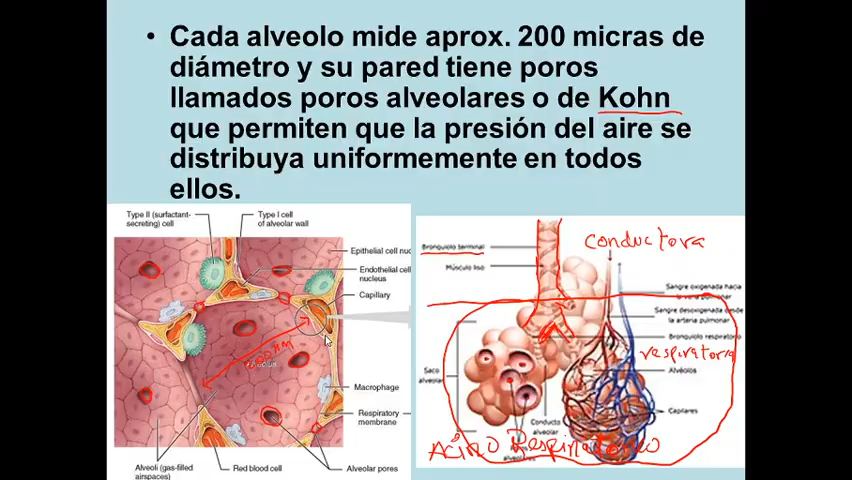 • Cada alveolo mide aprox. 200 micras de
diámetro y su pared tiene poros
llamados poros alveolares o de Kohn
que permiten que la presión del aire se
distribuya uniformemente en todos
ellos.
Type II (surfactant-
secreting) cell
Type I cell
of alveolar wall
Epithelial cell nuc
Endothelial cell
nucleus
Capillary
Macrophage
Respiratory
membrane
Alveoli (gas-filled
airspaces)
Red blood cell
Alveolar pores
Bronquiolo terminal
Músculo liso
conductora
Sangre oxigenada hacia
la vena pulmonar
Sangre desoxigenada desde
la arteria pulmonar
Bronquiolo respiratorio
respiratoria
Saco
alveolar
Alvéolos
Capilares
Conducto
alveolar
Acino Respiratorio